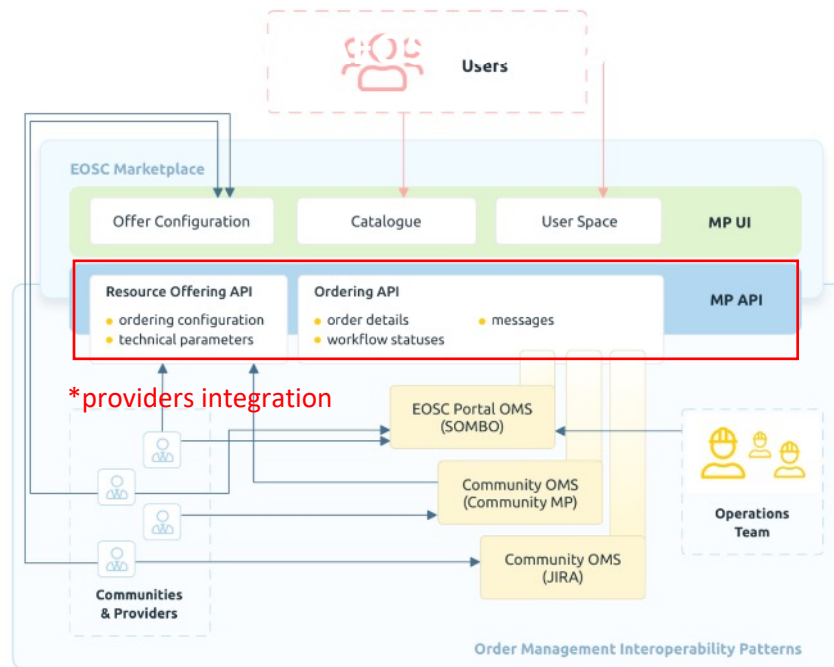 Users
EOSC Marketplace
Offer Configuration
Catalogue
User Space
MP UI
Resource Offering API
ordering configuration
technical parameters
Ordering API
order details
workflow statuses
messages
MP API
*providers integration
EOSC Portal OMS
(SOMBO)
Community OMS
(Community MP)
Community OMS
(JIRA)
Operations
Team
Communities
& Providers
Order Management Interoperability Patterns